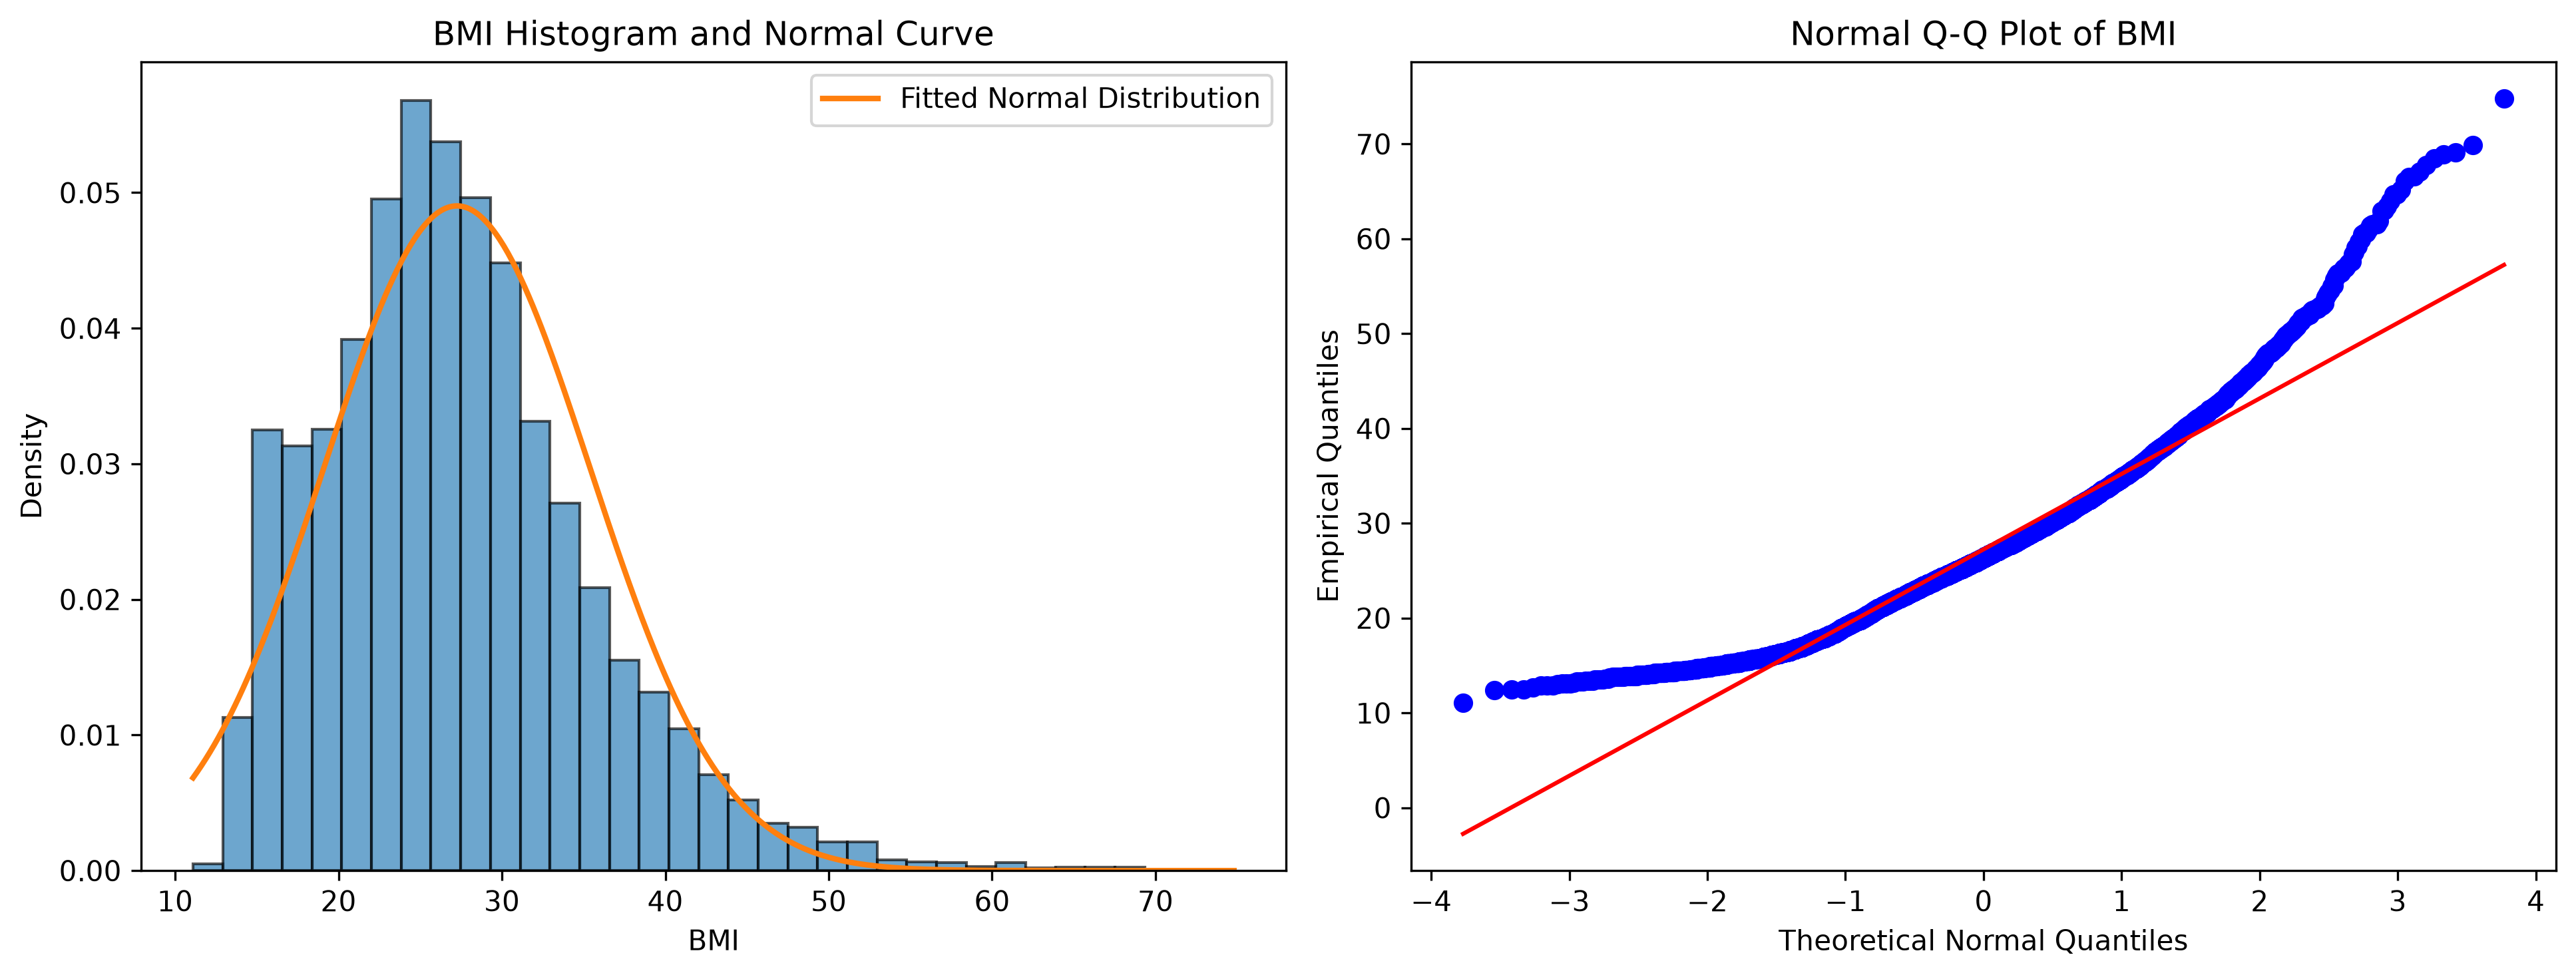 BMI Histogram and Normal Curve
Fitted Normal Distribution
Density
0.05
0.04
0.03
0.02
0.01
0.00
10 20 30 40 50 60 70
BMI
Normal Q-Q Plot of BMI
Empirical Quantiles
70
60
50
40
30
20
10
0
−4 −3 −2 −1 0 1 2 3 4
Theoretical Normal Quantiles